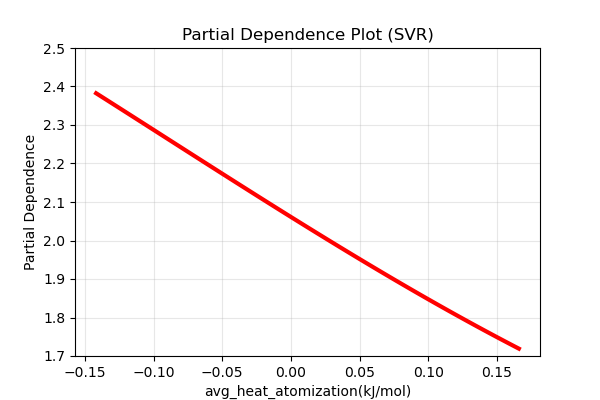 Partial Dependence Plot (SVR)
2.5
2.4
2.3
2.2
2.1
2.0
1.9
1.8
1.7
Partial Dependence
−0.15 −0.10 −0.05 0.00 0.05 0.10 0.15
avg_heat_atomization(kJ/mol)